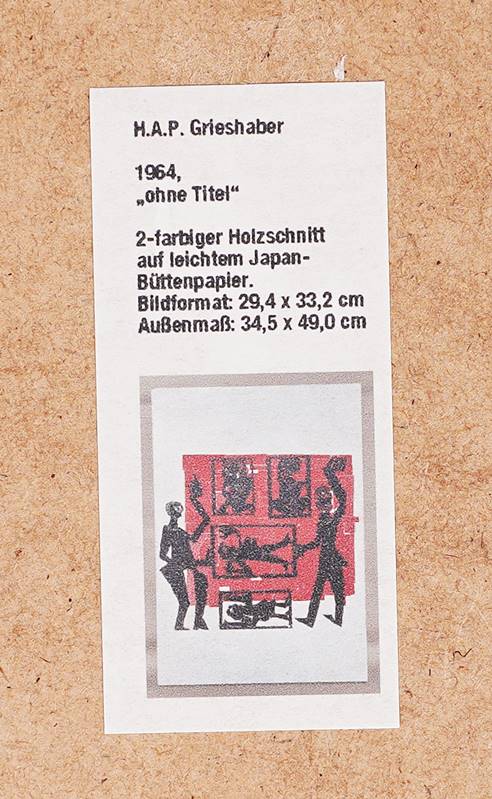 H.A.P. Grieshaber
1964,
„ohne Titel“
2-farbiger Holzschnitt
auf leichtem Japan-
Büttenpapier.
Bildformat: 29,4 x 33,2 cm
Außenmaß: 34,5 x 49,0 cm